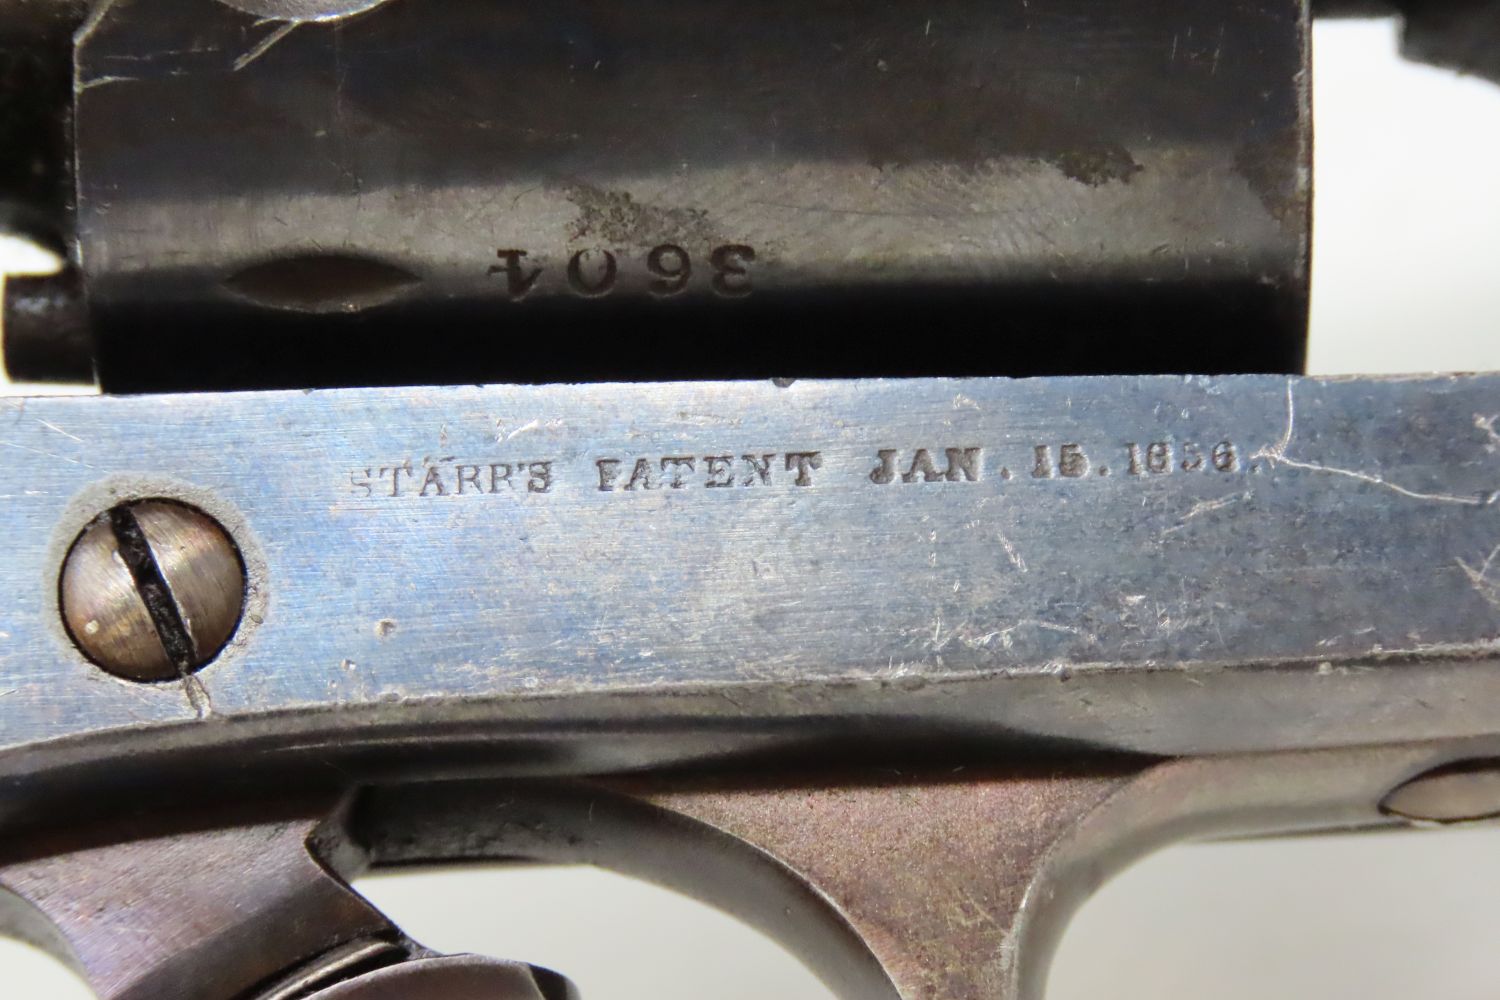 3604
STARR'S PATENT JAN. 15. 1856.